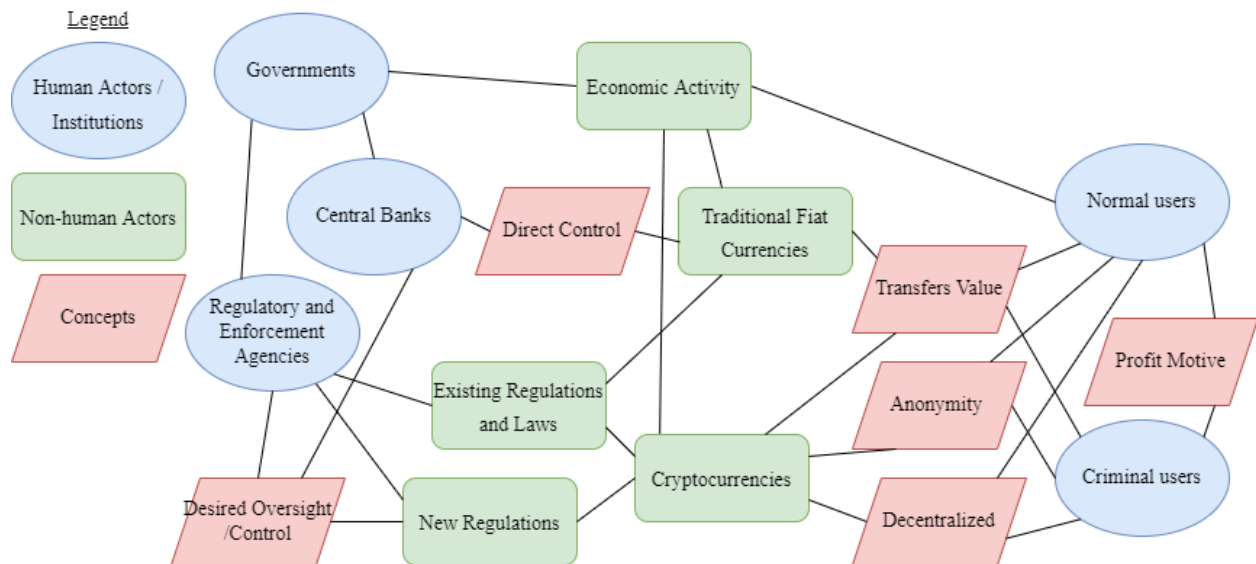 Legend
Human Actors /
Institutions
Non-human Actors
Concepts
Governments
Economic Activity
Central Banks
Direct Control
Traditional Fiat
Currencies
Normal users
Transfers Value
Regulatory and
Enforcement
Agencies
Profit Motive
Existing Regulations
and Laws
Anonymity
Cryptocurrencies
Criminal users
Desired Oversight
/Control
New Regulations
Decentralized